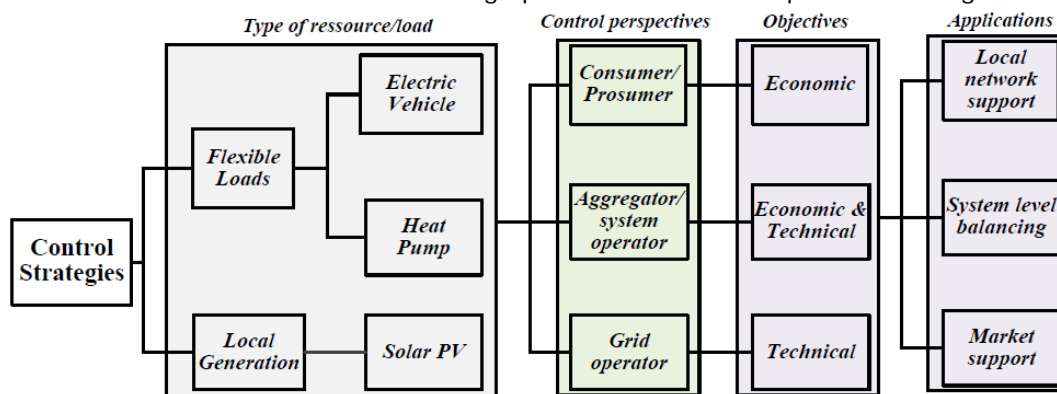 Type of ressource/load
Control perspectives
Objectives
Applications
Control
Strategies
Flexible
Loads
Electric
Vehicle
Heat
Pump
Local
Generation
Solar PV
Consumer/
Prosumer
Aggregator/
system
operator
Grid
operator
Economic
Economic &
Technical
Technical
Local
network
support
System level
balancing
Market
support